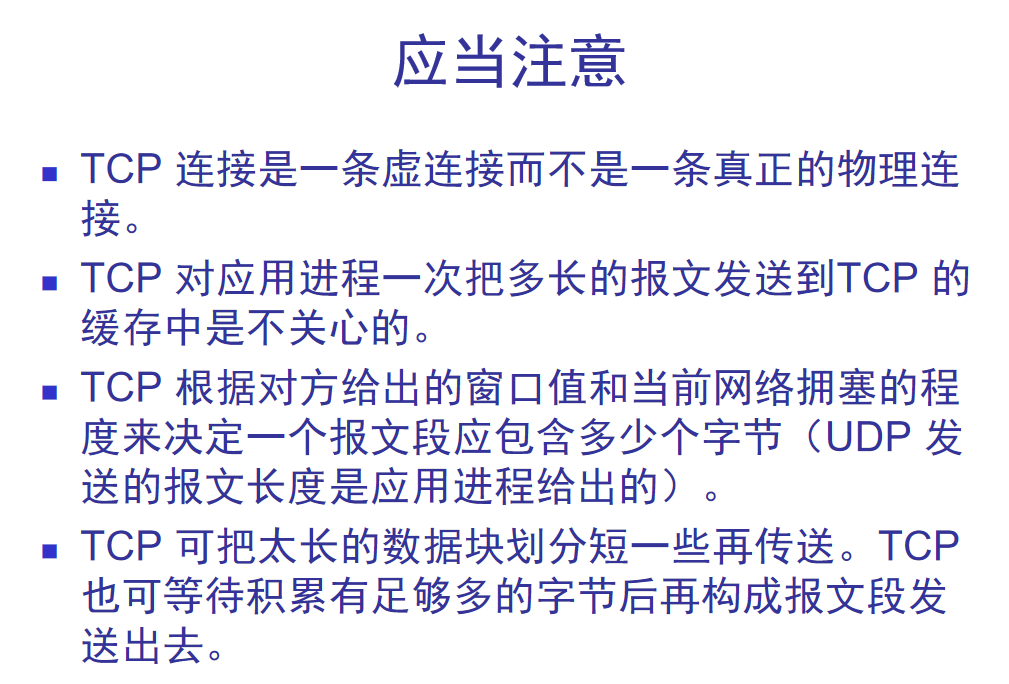 应当注意
TCP 连接是一条虚连接而不是一条真正的物理连
接。
TCP 对应用进程一次把多长的报文发送到TCP 的
缓存中是不关心的。
TCP 根据对方给出的窗口值和当前网络拥塞的程
度来决定一个报文段应包含多少个字节（UDP 发
送的报文长度是应用进程给出的）。
TCP 可把太长的数据块划分短一些再传送。TCP
也可等待积累有足够多的字节后再构成报文段发
送出去。